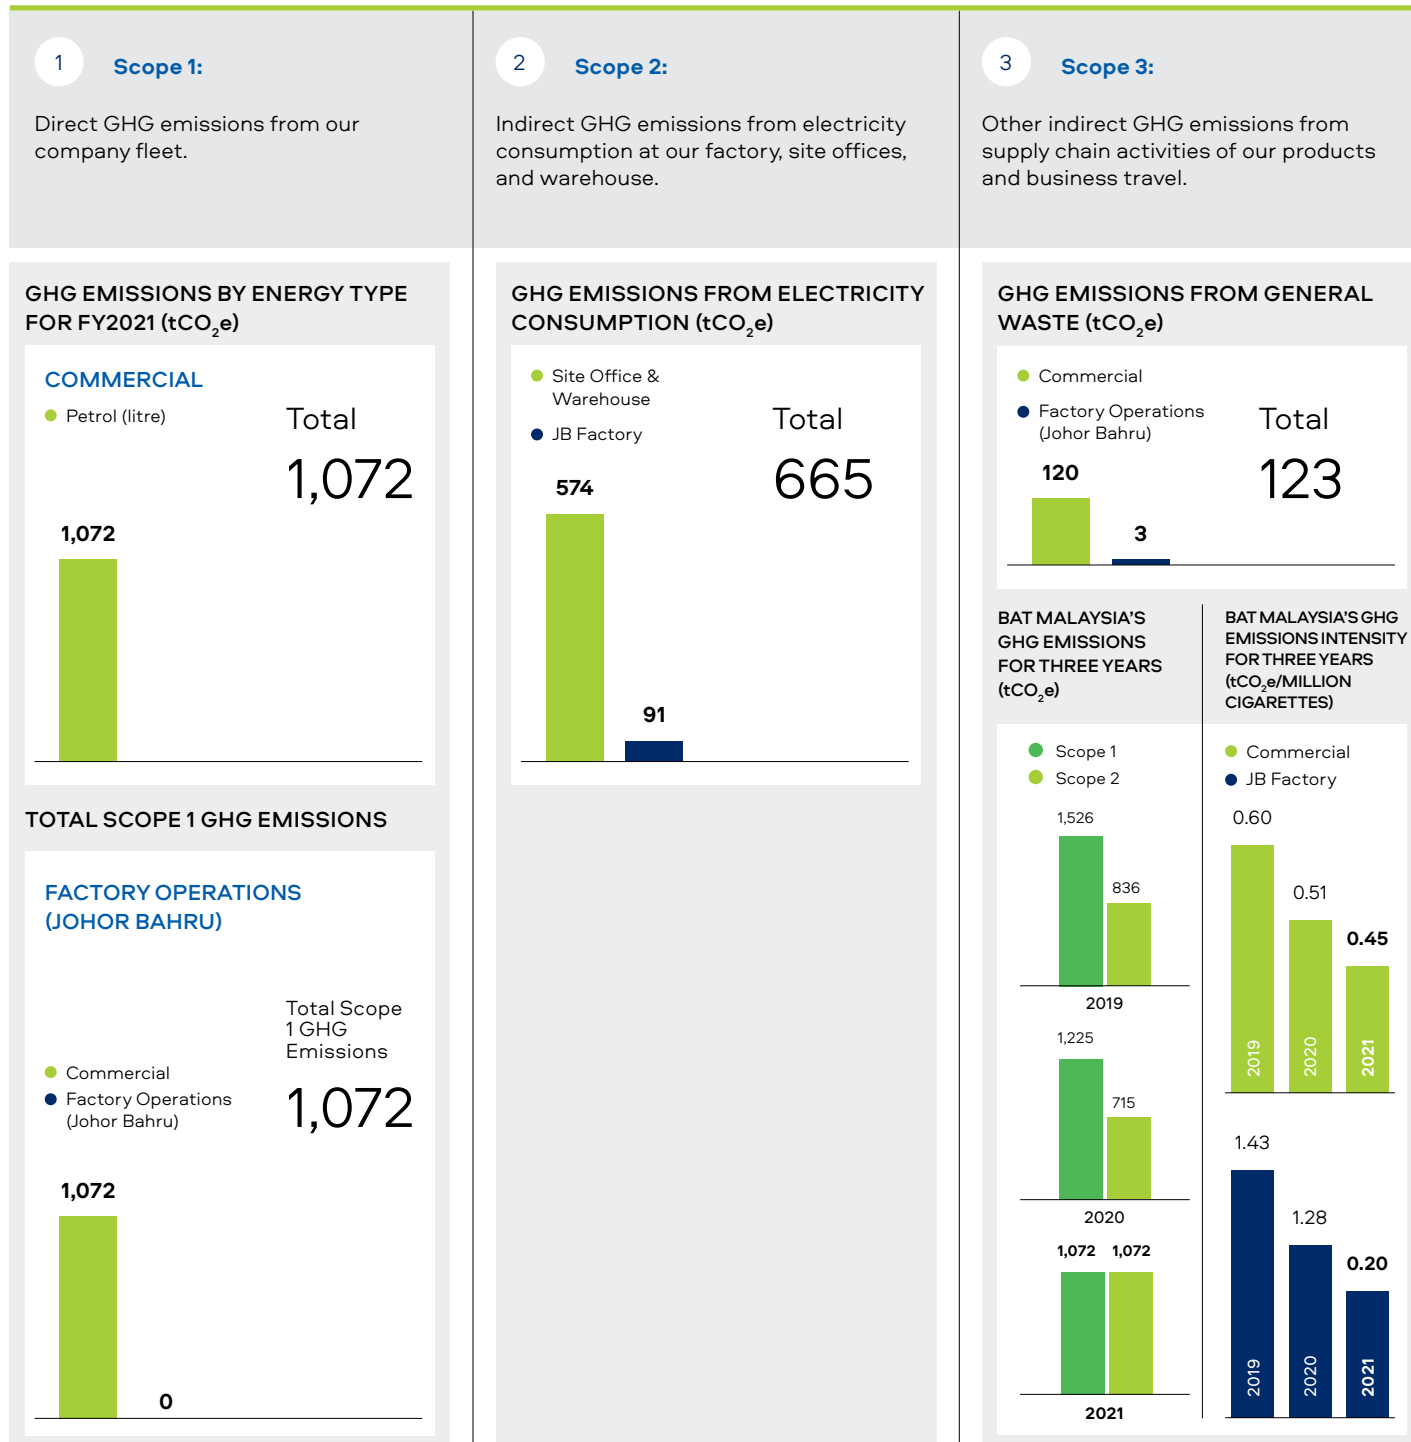 1
Scope 1:
Direct GHG emissions from our
company fleet.
2
Scope 2:
Indirect GHG emissions from electricity
consumption at our factory, site offices,
and warehouse.
3
Scope 3:
Other indirect GHG emissions from
supply chain activities of our products
and business travel.
GHG EMISSIONS BY ENERGY TYPE
FOR FY2021 (tCO₂e)
COMMERCIAL
Petrol (litre)
Total
1,072
1,072
TOTAL SCOPE 1 GHG EMISSIONS
FACTORY OPERATIONS
(JOHOR BAHRU)
Total Scope
1 GHG
Emissions
1,072
Commercial
Factory Operations
(Johor Bahru)
1,072
0
GHG EMISSIONS FROM ELECTRICITY
CONSUMPTION (tCO₂e)
Site Office &
Warehouse
JB Factory
Total
665
574
91
GHG EMISSIONS FROM GENERAL
WASTE (tCO₂e)
Commercial
Factory Operations
(Johor Bahru)
Total
123
120
3
BAT MALAYSIA'S
GHG EMISSIONS
FOR THREE YEARS
(tCO₂e)
Scope 1
Scope 2
1,526
836
2019
1,225
715
2020
1,072 1,072
2021
BAT MALAYSIA'S GHG
EMISSIONS INTENSITY
FOR THREE YEARS
(tCO₂e/MILLION
CIGARETTES)
Commercial
JB Factory
0.60
0.51
0.45
2019
2020
2021
1.43
1.28
0.20
2019
2020
2021